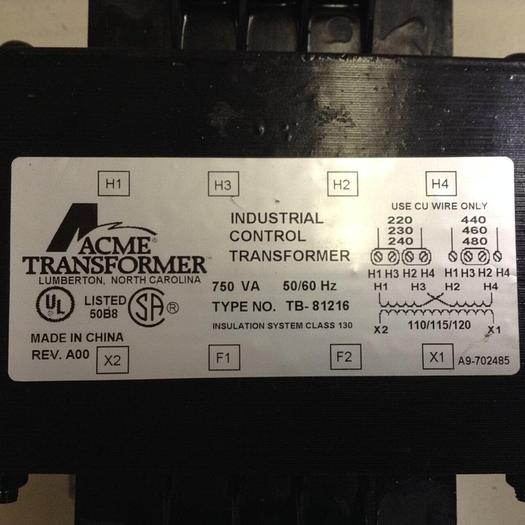 H1 H3 H2 H4
ACME®
TRANSFORMER™
LUMBERTON, NORTH CAROLINA
UL LISTED 50B8 SA®
MADE IN CHINA
REV. A00
INDUSTRIAL
CONTROL
TRANSFORMER
750 VA 50/60 Hz
TYPE NO. TB- 81216
INSULATION SYSTEM CLASS 130
USE CU WIRE ONLY
220 440
230 460
240 480
H1 H3 H2 H4 H1 H3 H2 H4
H1 H3 H2 H4
X2 110/115/120 X1
X2 F1 F2 X1 A9-702485